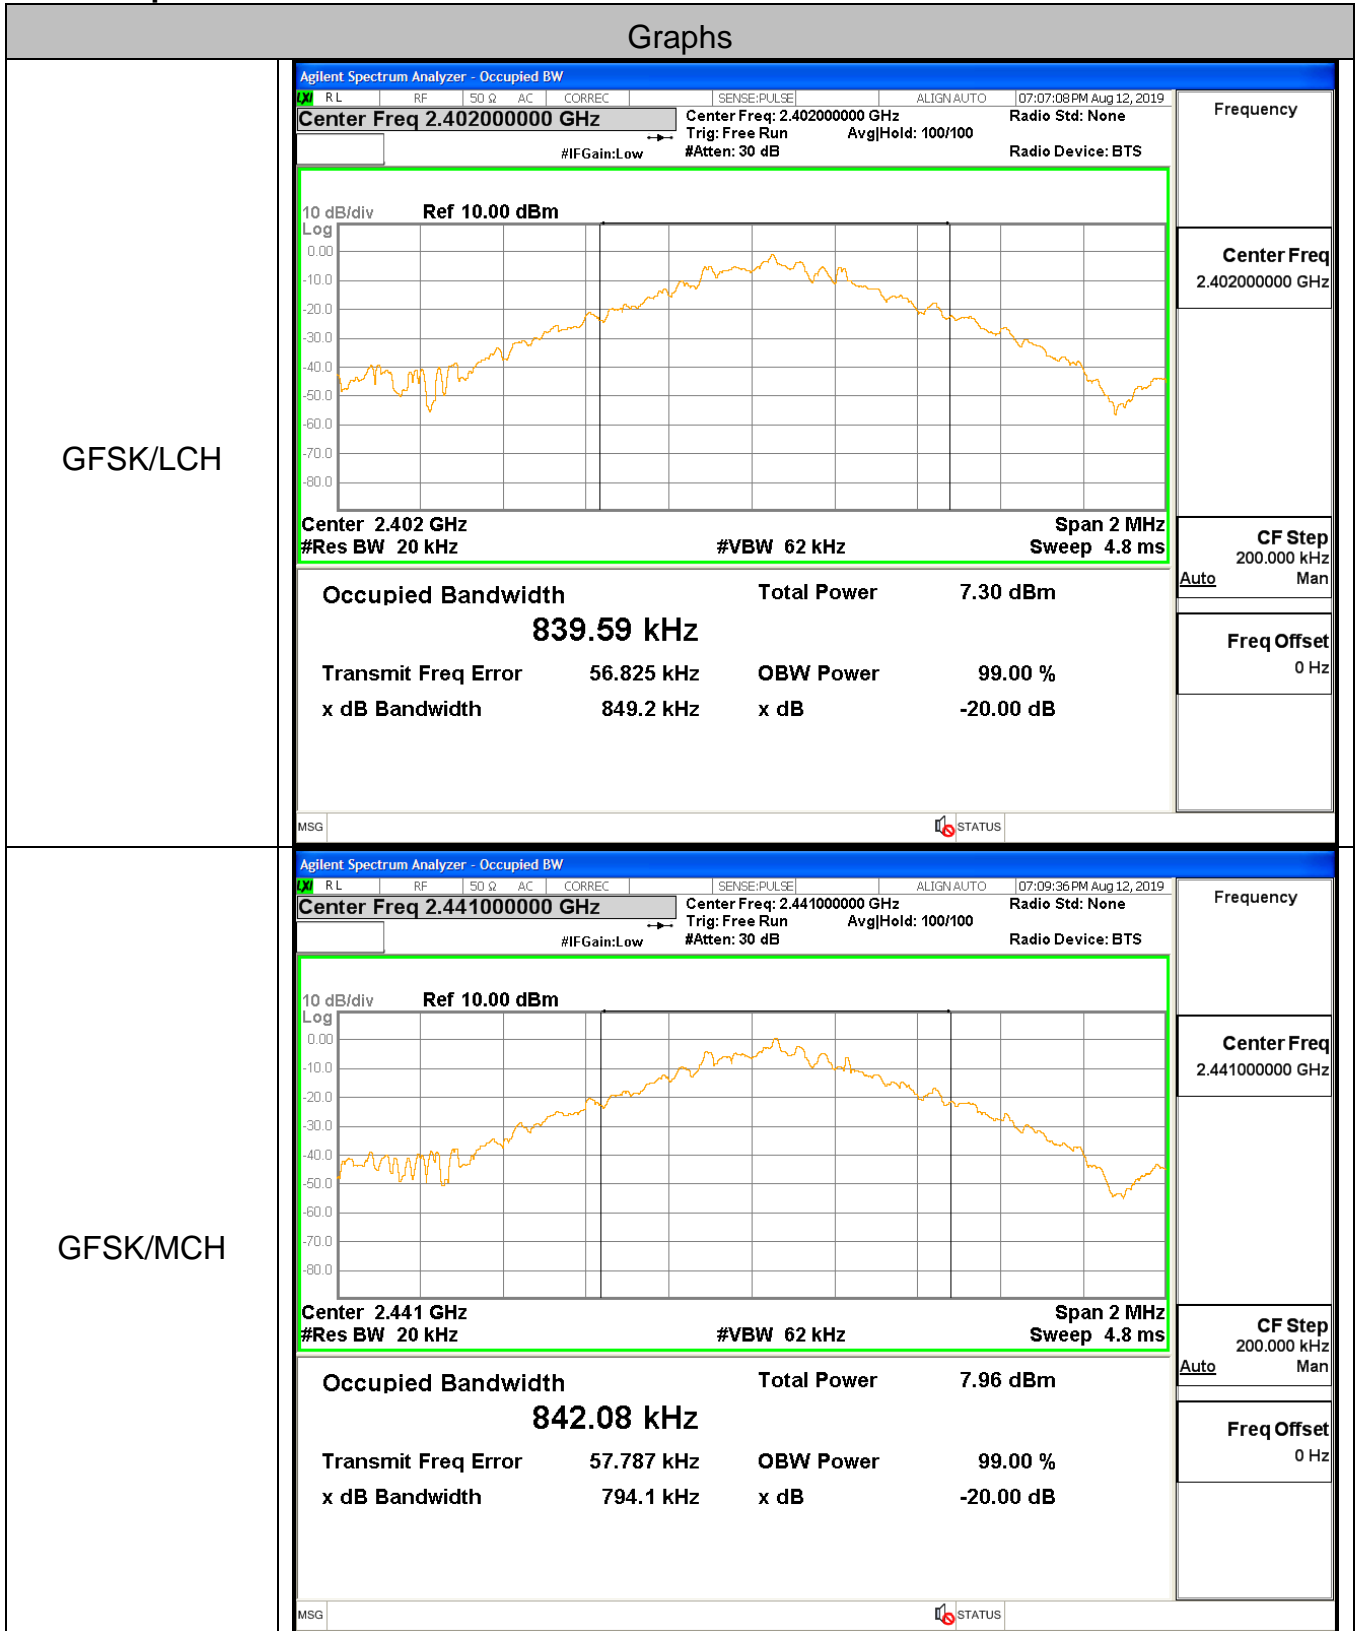 Graphs
GFSK/LCH
Agilent Spectrum Analyzer - Occupied BW
LXI RL RF 50 Ω AC CORREC SENSE:PULSE ALIGN AUTO 07:07:08 PM Aug 12, 2019
Center Freq 2.402000000 GHz
Center Freq: 2.402000000 GHz Radio Std: None
Trig: Free Run Avg|Hold: 100/100
#IFGain:Low #Atten: 30 dB Radio Device: BTS
10 dB/div Ref 10.00 dBm
Log
0.00
-10.0
-20.0
-30.0
-40.0
-50.0
-60.0
-70.0
-80.0
Center 2.402 GHz Span 2 MHz
#Res BW 20 kHz #VBW 62 kHz Sweep 4.8 ms
Occupied Bandwidth Total Power 7.30 dBm
839.59 kHz
Transmit Freq Error 56.825 kHz OBW Power 99.00 %
x dB Bandwidth 849.2 kHz x dB -20.00 dB
MSG STATUS
Frequency
Center Freq
2.402000000 GHz
CF Step
200.000 kHz
Auto Man
Freq Offset
0 Hz
GFSK/MCH
Agilent Spectrum Analyzer - Occupied BW
LXI RL RF 50 Ω AC CORREC SENSE:PULSE ALIGN AUTO 07:09:36 PM Aug 12, 2019
Center Freq 2.441000000 GHz
Center Freq: 2.441000000 GHz Radio Std: None
Trig: Free Run Avg|Hold: 100/100
#IFGain:Low #Atten: 30 dB Radio Device: BTS
10 dB/div Ref 10.00 dBm
Log
0.00
-10.0
-20.0
-30.0
-40.0
-50.0
-60.0
-70.0
-80.0
Center 2.441 GHz Span 2 MHz
#Res BW 20 kHz #VBW 62 kHz Sweep 4.8 ms
Occupied Bandwidth Total Power 7.96 dBm
842.08 kHz
Transmit Freq Error 57.787 kHz OBW Power 99.00 %
x dB Bandwidth 794.1 kHz x dB -20.00 dB
MSG STATUS
Frequency
Center Freq
2.441000000 GHz
CF Step
200.000 kHz
Auto Man
Freq Offset
0 Hz